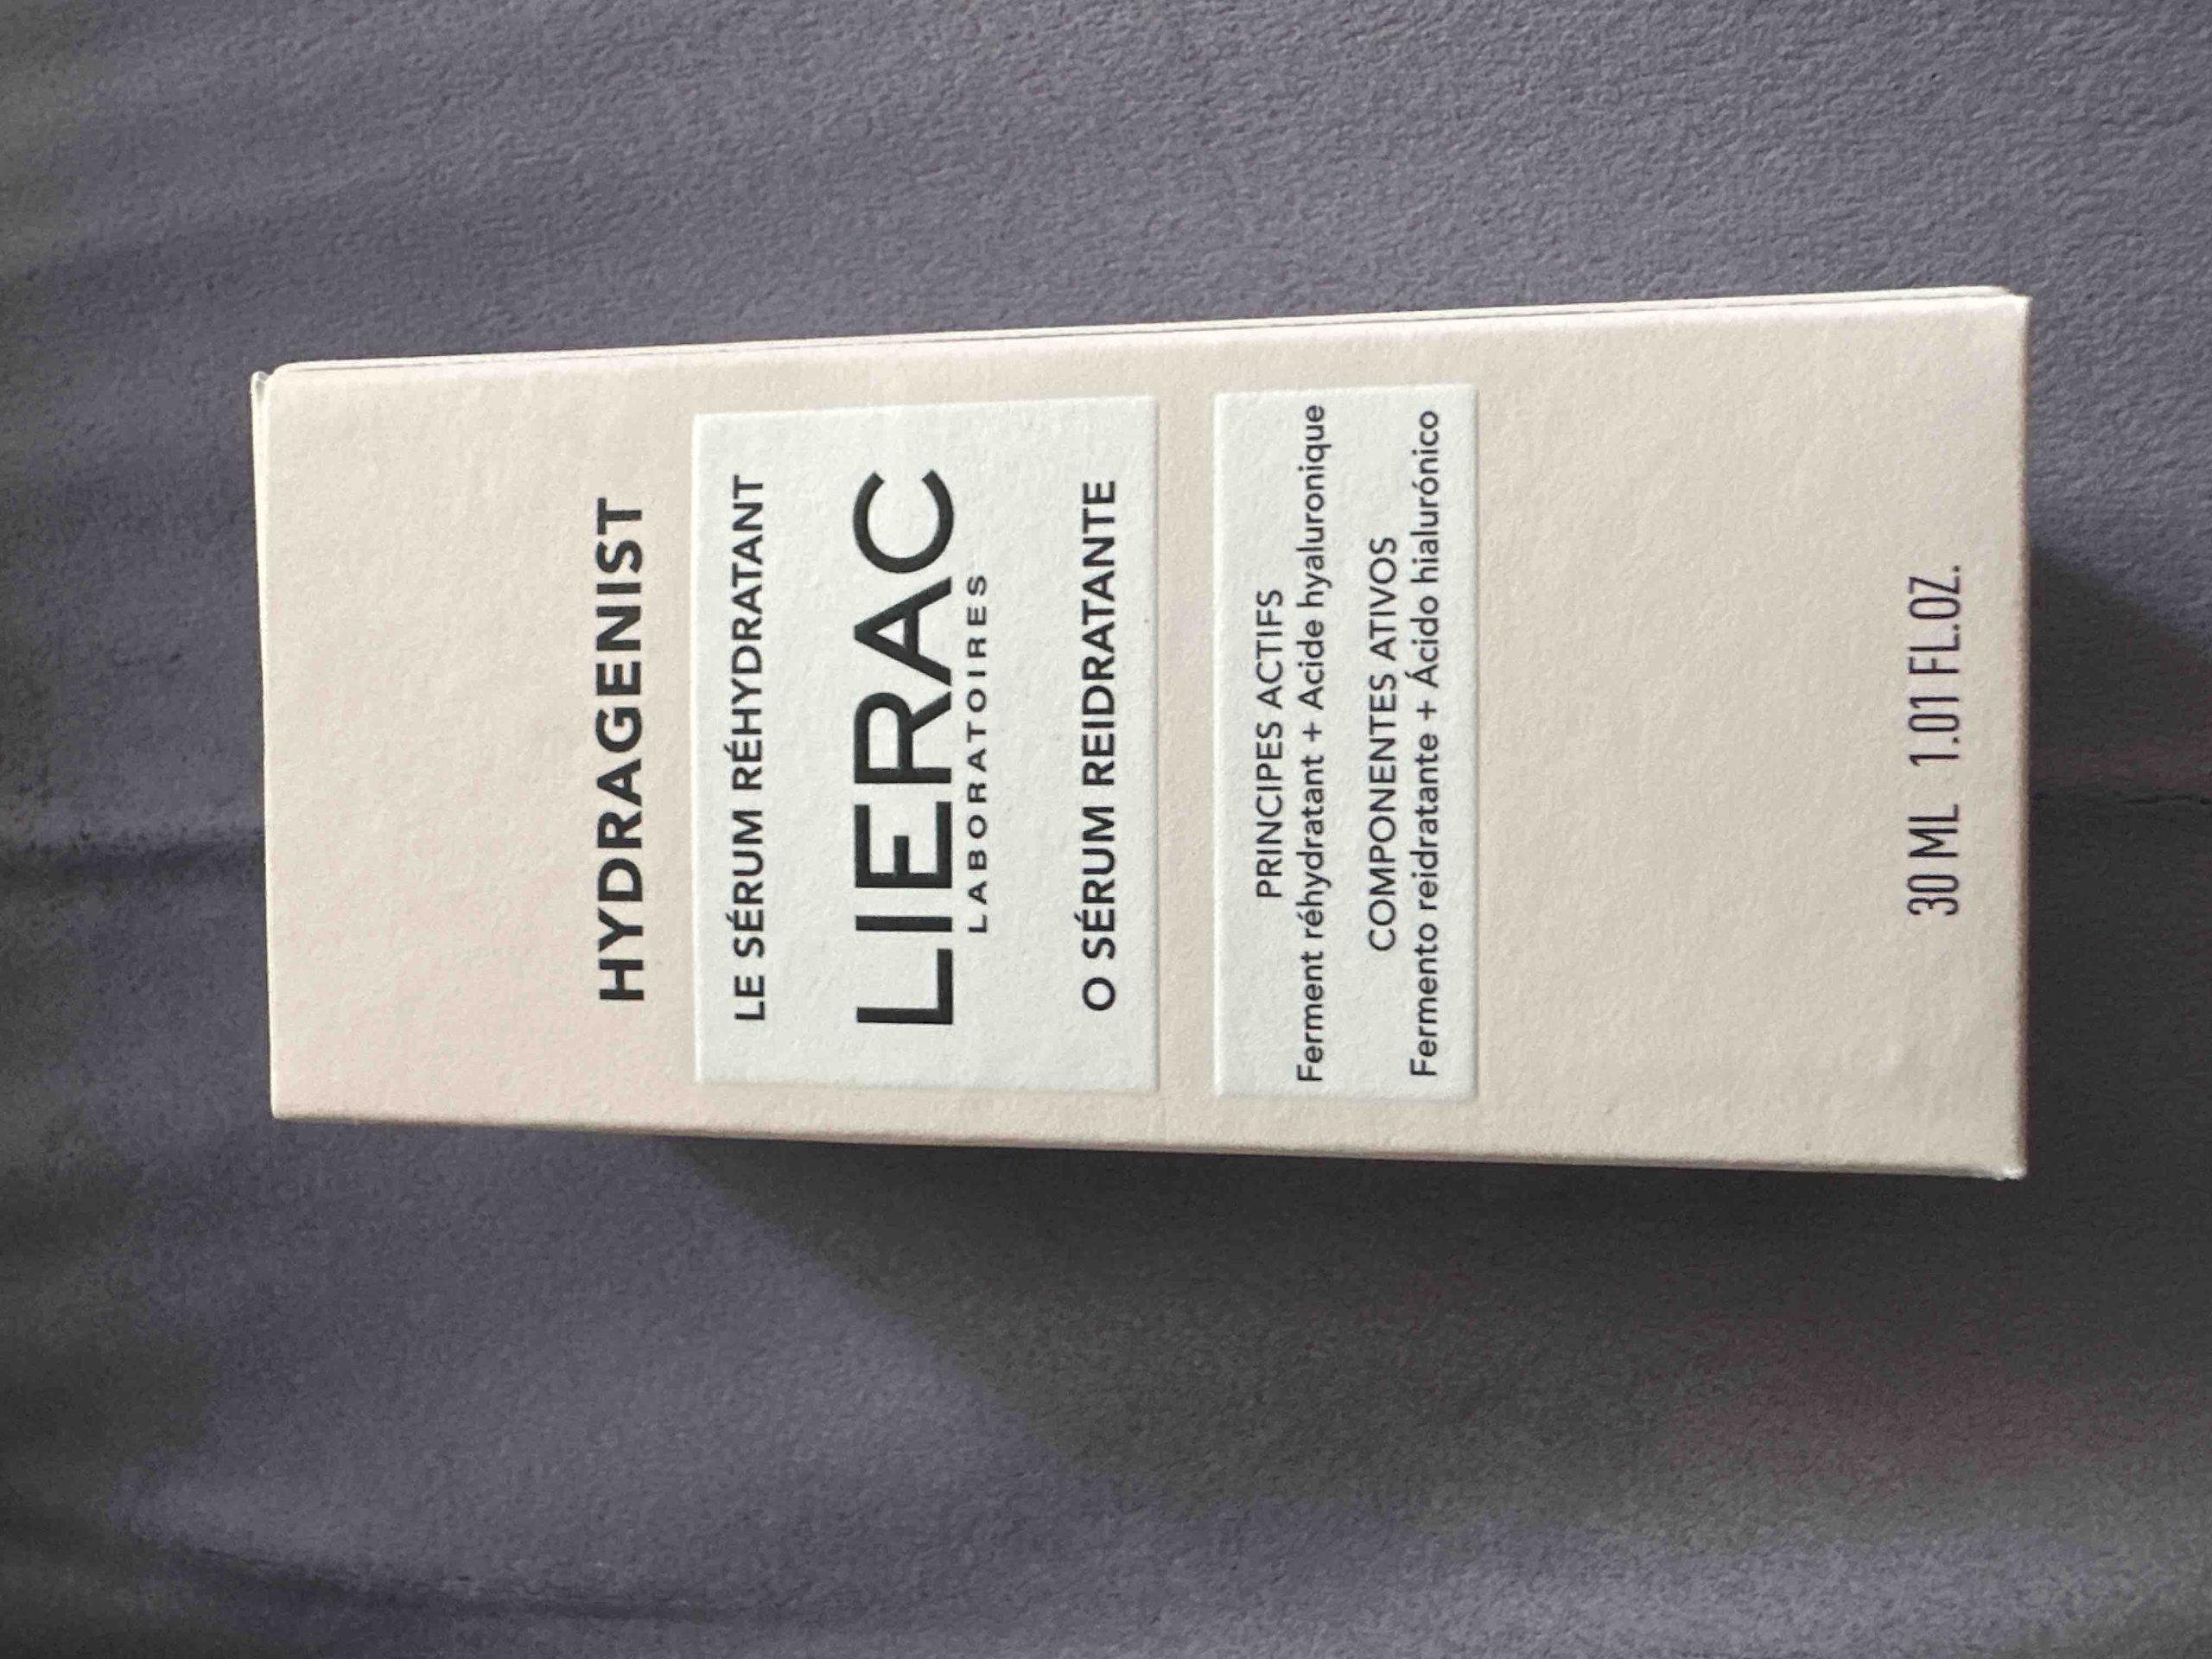 HYDRAGENIST
LE SÉRUM RÉHYDRATANT
LIERAC
LABORATOIRES
O SÉRUM REIDRATANTE
PRINCIPES ACTIFS
Ferment réhydratant + Acide hyaluronique
COMPONENTES ATIVOS
Fermento reidratante + Ácido hialurónico
30 ML 1.01 FL.OZ.